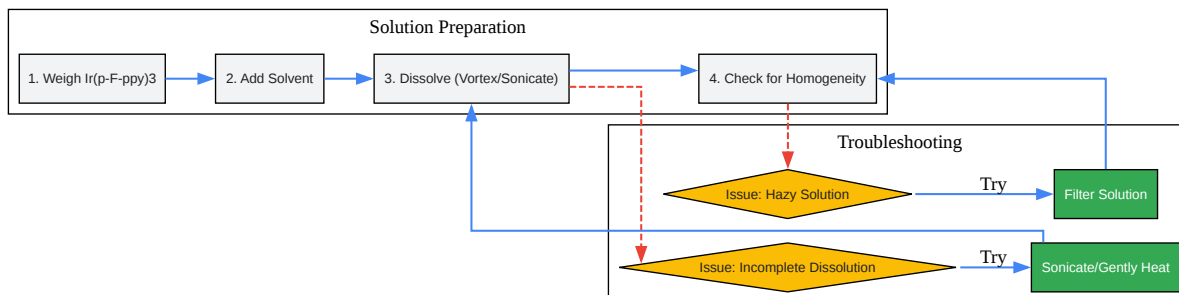 Solution Preparation
1. Weigh Ir(p-F-ppy)3
2. Add Solvent
3. Dissolve (Vortex/Sonicate)
4. Check for Homogeneity
Troubleshooting
Issue: Hazy Solution
Try
Filter Solution
Issue: Incomplete Dissolution
Try
Sonicate/Gently Heat